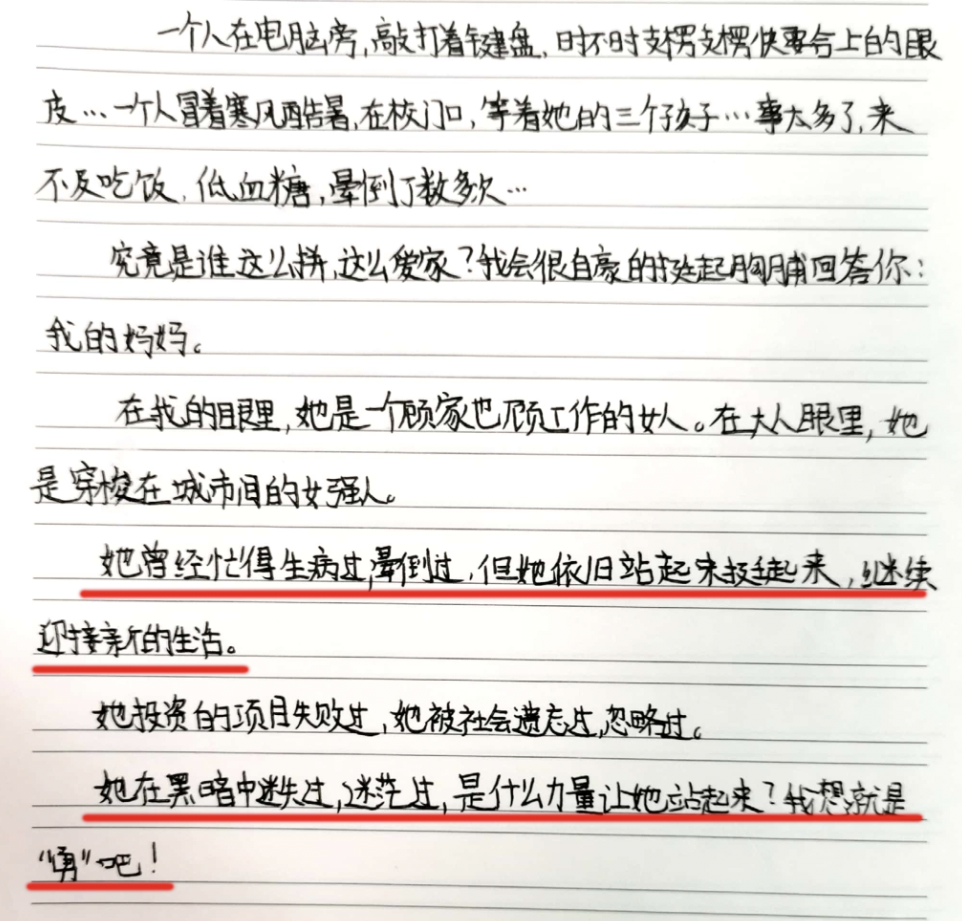 一个人在电脑旁,敲打着键盘,时不时支楞支楞快要合上的眼
皮…一个人冒着寒风酷暑,在校门口,等着她的三个孩子…事太多了,来
不及吃饭,低血糖,晕倒了数多次…
究竟是谁这么拼,这么爱家?我会很自豪的挺起胸脯回答你:
我的妈妈。
在我的眼里,她是一个顾家也顾工作的女人。在大人眼里,她
是穿梭在城市间的女强人。
她曾经忙得生病过,晕倒过,但她依旧站起来挺起来,继续
迎接新的生活。
她投资的项目失败过,她被社会遗忘过,忽略过。
她在黑暗中迷失过,迷茫过,是什么力量让她站起来?我想就是
“勇”吧!